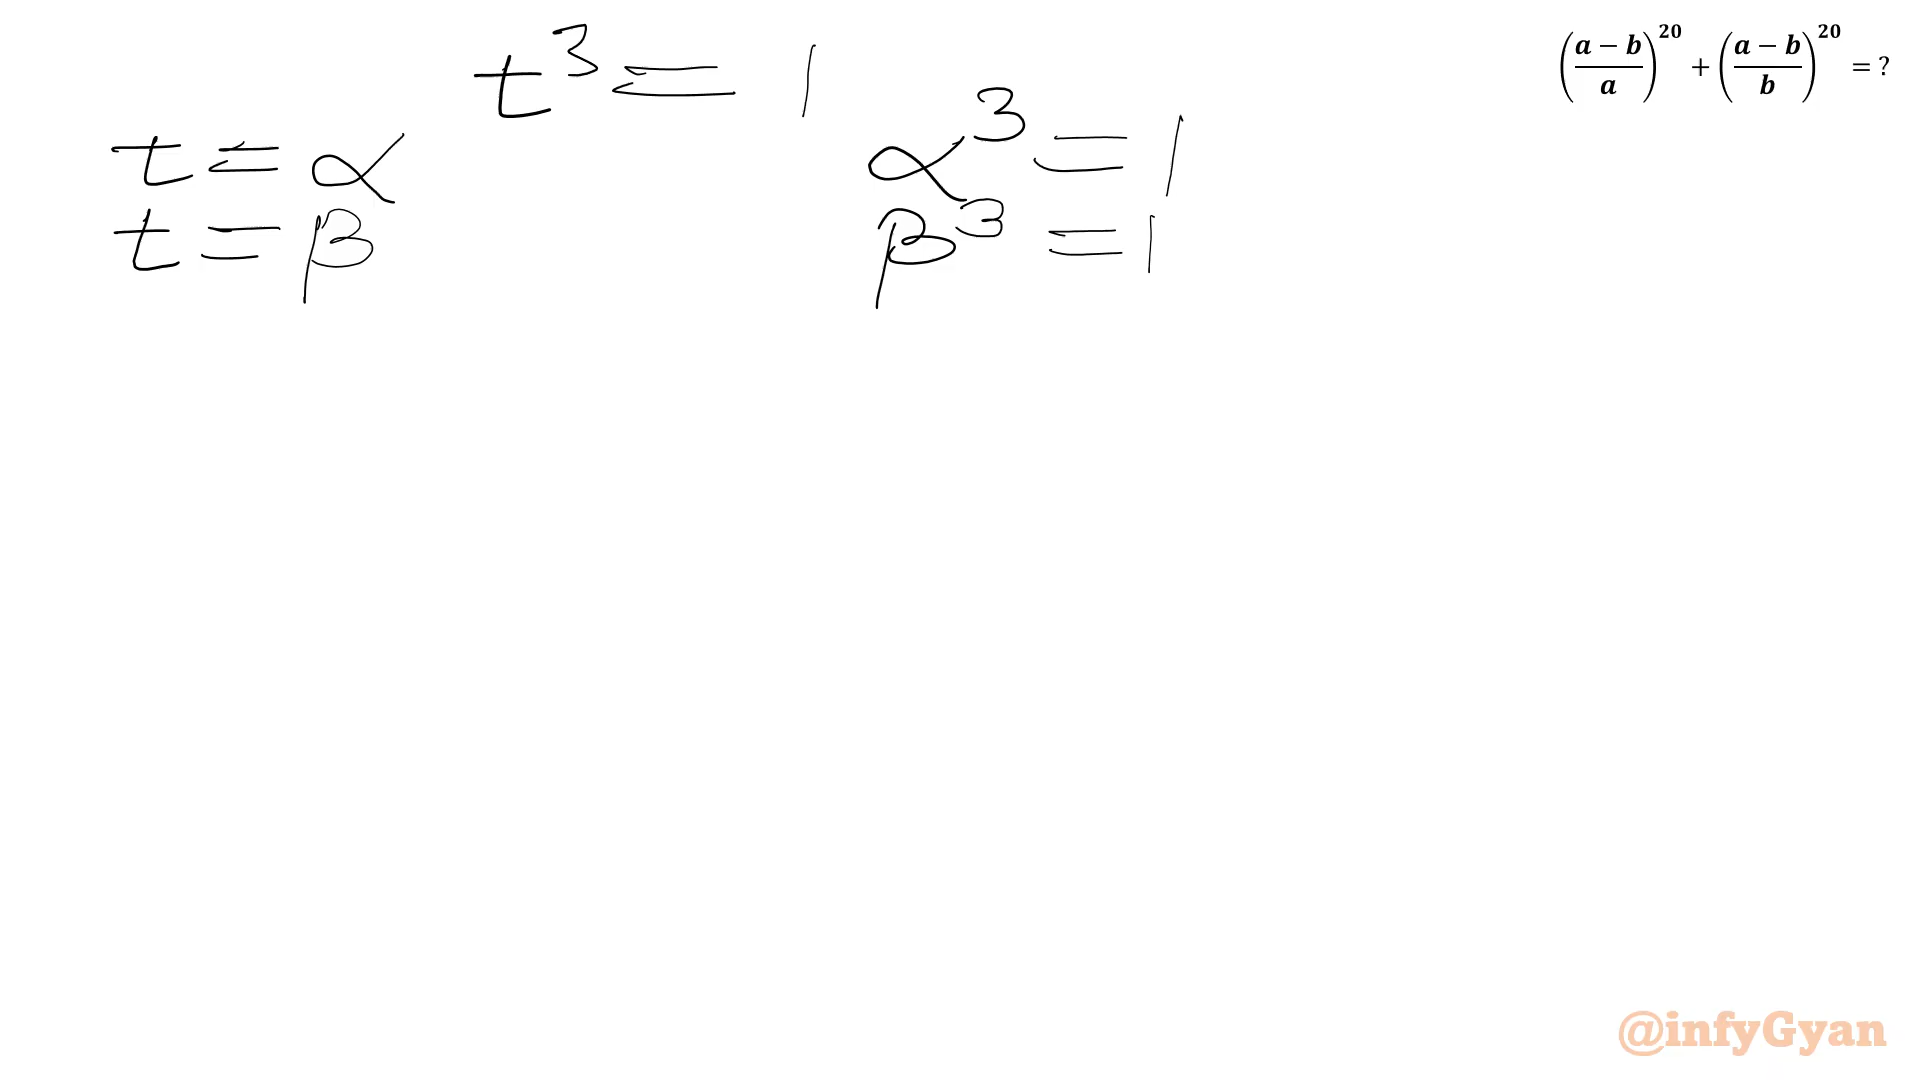 t³ = 1
t = α
t = β
α³ = 1
β³ = 1
((a − b)/a)²⁰ + ((a − b)/b)²⁰ = ?
@infyGyan